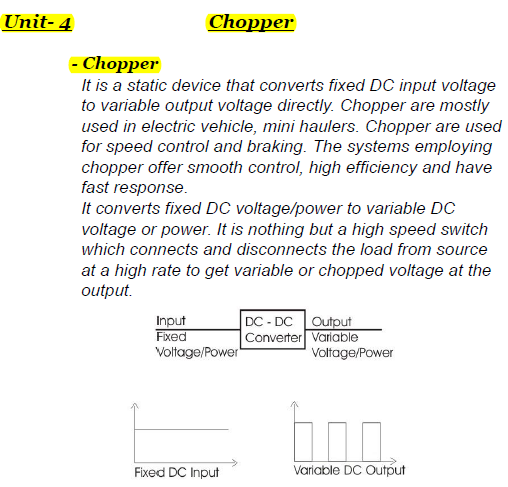 Unit- 4 Chopper
- Chopper
It is a static device that converts fixed DC input voltage
to variable output voltage directly. Chopper are mostly
used in electric vehicle, mini haulers. Chopper are used
for speed control and braking. The systems employing
chopper offer smooth control, high efficiency and have
fast response.
It converts fixed DC voltage/power to variable DC
voltage or power. It is nothing but a high speed switch
which connects and disconnects the load from source
at a high rate to get variable or chopped voltage at the
output.
Input DC - DC Output
Fixed Converter Variable
Voltage/Power Voltage/Power
Fixed DC Input Variable DC Output